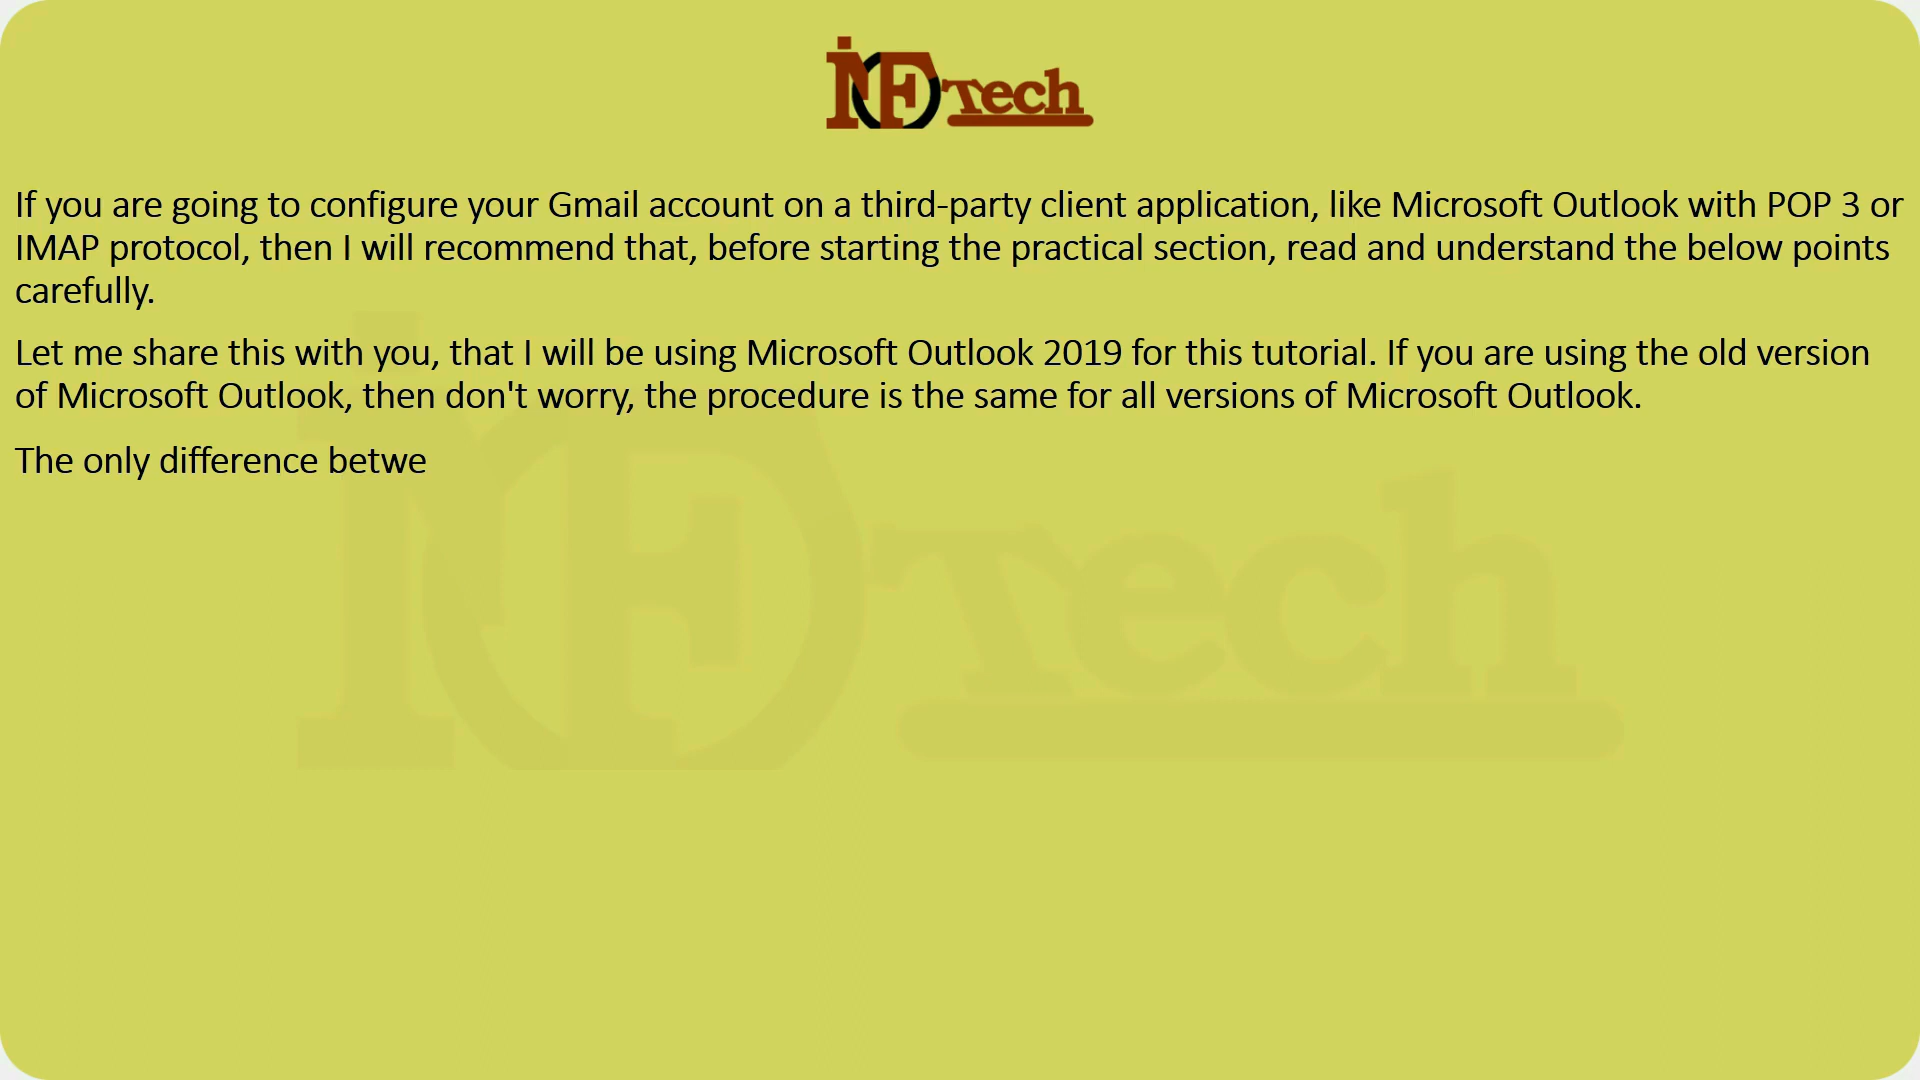 iNFOTech
If you are going to configure your Gmail account on a third-party client application, like Microsoft Outlook with POP 3 or
IMAP protocol, then I will recommend that, before starting the practical section, read and understand the below points
carefully.
Let me share this with you, that I will be using Microsoft Outlook 2019 for this tutorial. If you are using the old version
of Microsoft Outlook, then don't worry, the procedure is the same for all versions of Microsoft Outlook.
The only difference betwe